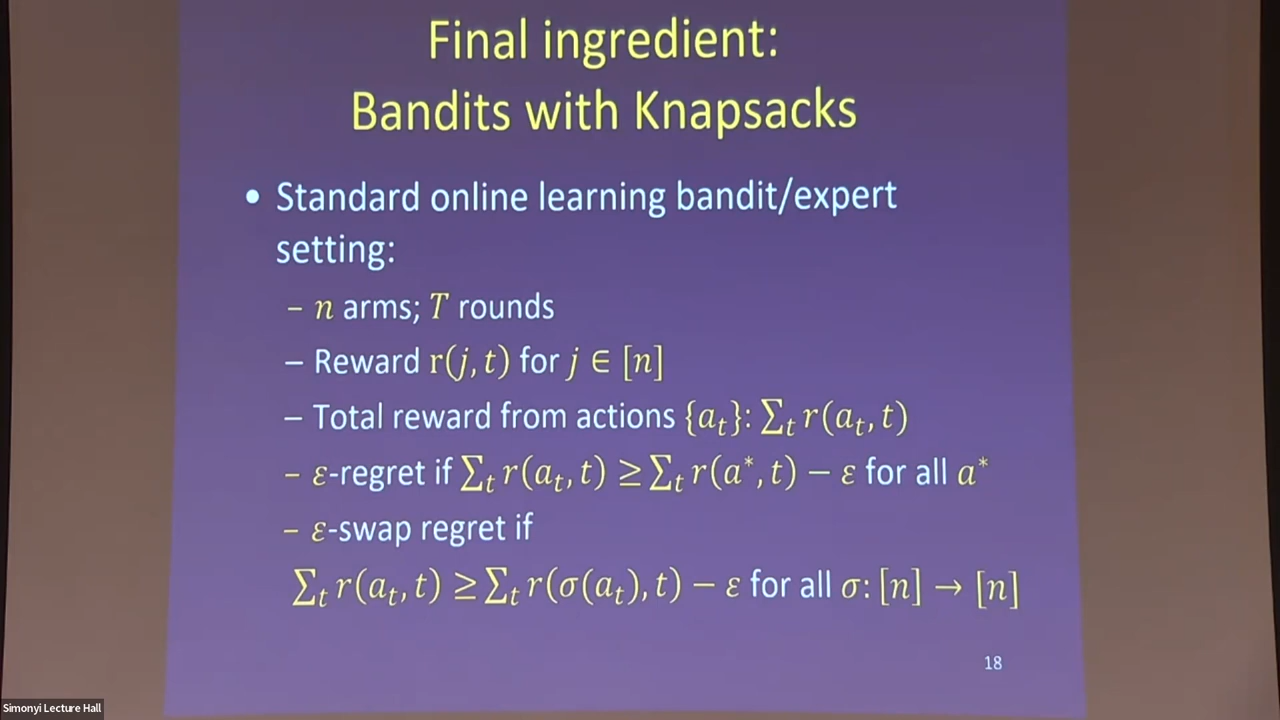 Final ingredient:
Bandits with Knapsacks
• Standard online learning bandit/expert
setting:
– n arms; T rounds
– Reward r(j, t) for j ∈ [n]
– Total reward from actions {a_t}: ∑_t r(a_t, t)
– ε-regret if ∑_t r(a_t, t) ≥ ∑_t r(a*, t) − ε for all a*
– ε-swap regret if
∑_t r(a_t, t) ≥ ∑_t r(σ(a_t), t) − ε for all σ: [n] → [n]
18
Simonyi Lecture Hall